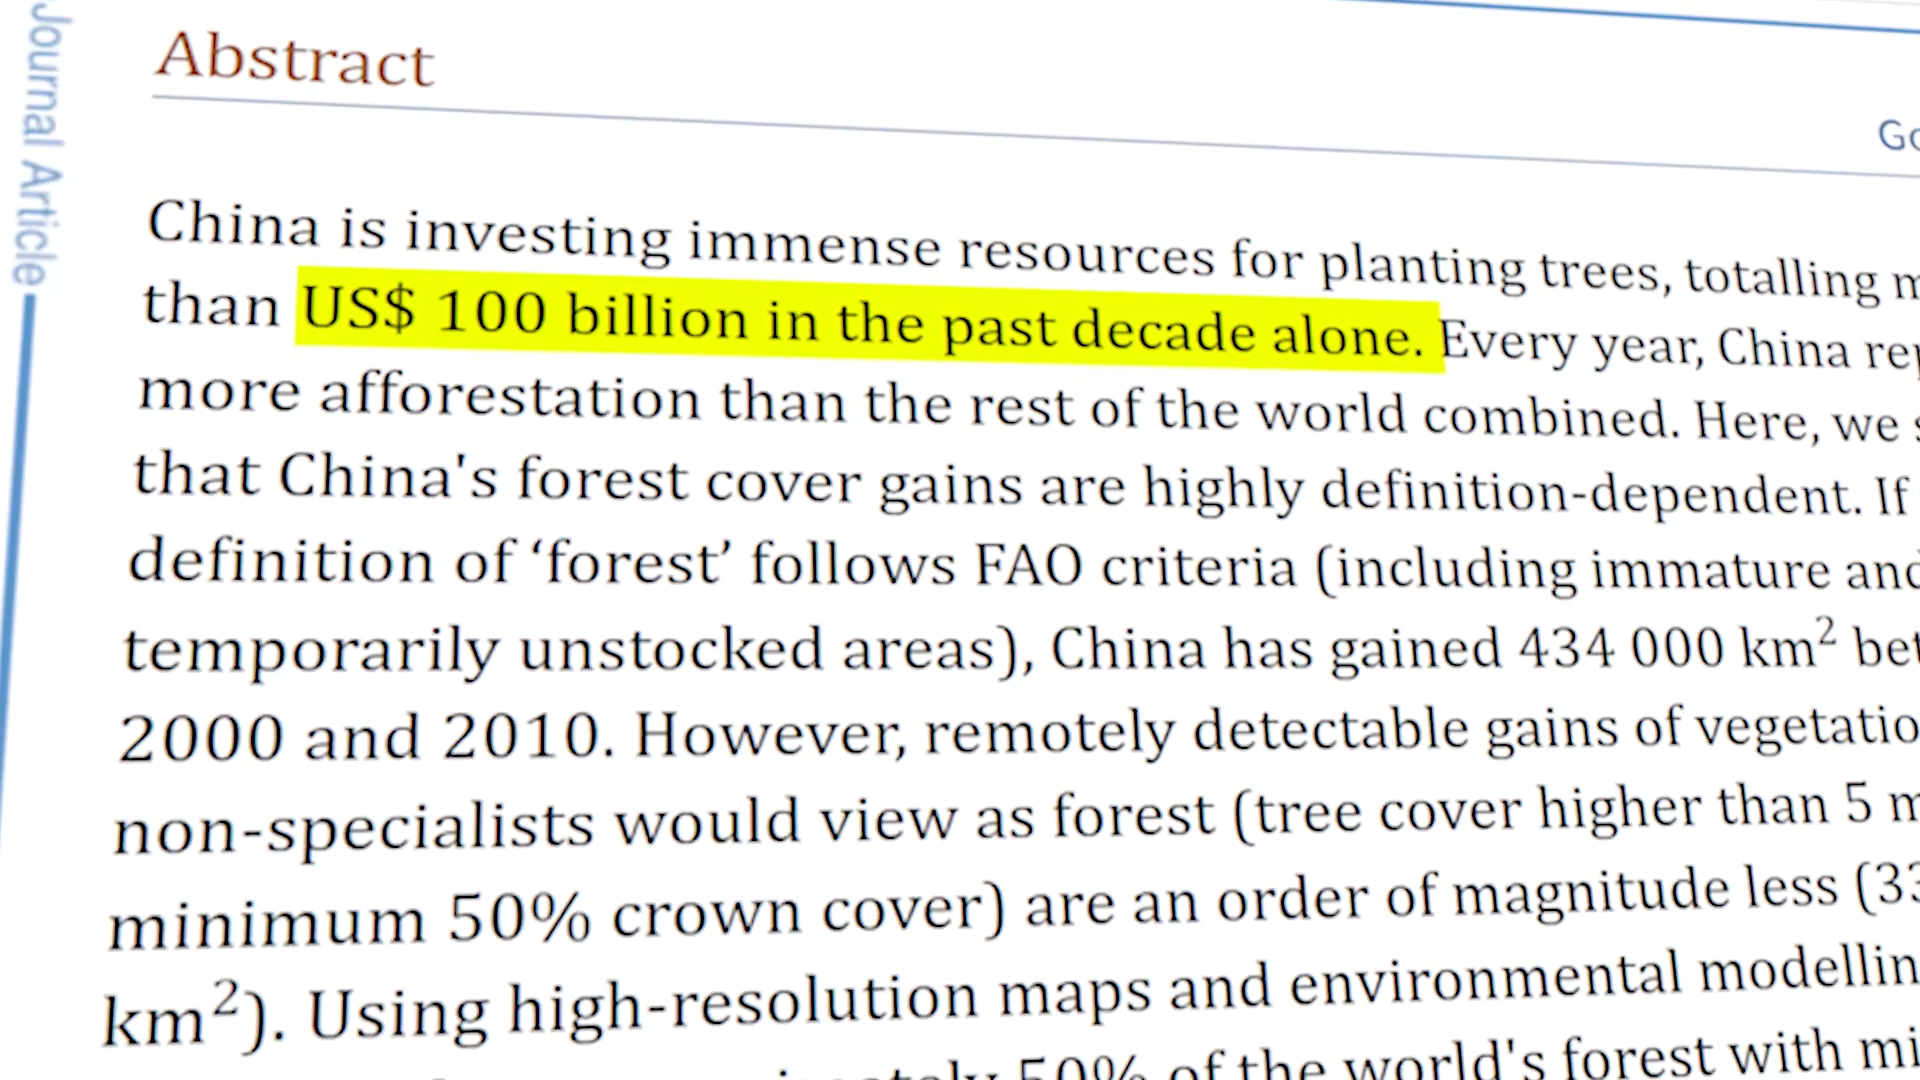 Journal Article
Abstract
China is investing immense resources for planting trees, totalling
than US$ 100 billion in the past decade alone. Every year, China
more afforestation than the rest of the world combined. Here, we
that China's forest cover gains are highly definition-dependent. If
definition of ‘forest’ follows FAO criteria (including immature
temporarily unstocked areas), China has gained 434 000 km²
2000 and 2010. However, remotely detectable gains of
non-specialists would view as forest (tree cover higher than 5
minimum 50% crown cover) are an order of magnitude less
km²). Using high-resolution maps and environmental
50% of the world's forest with